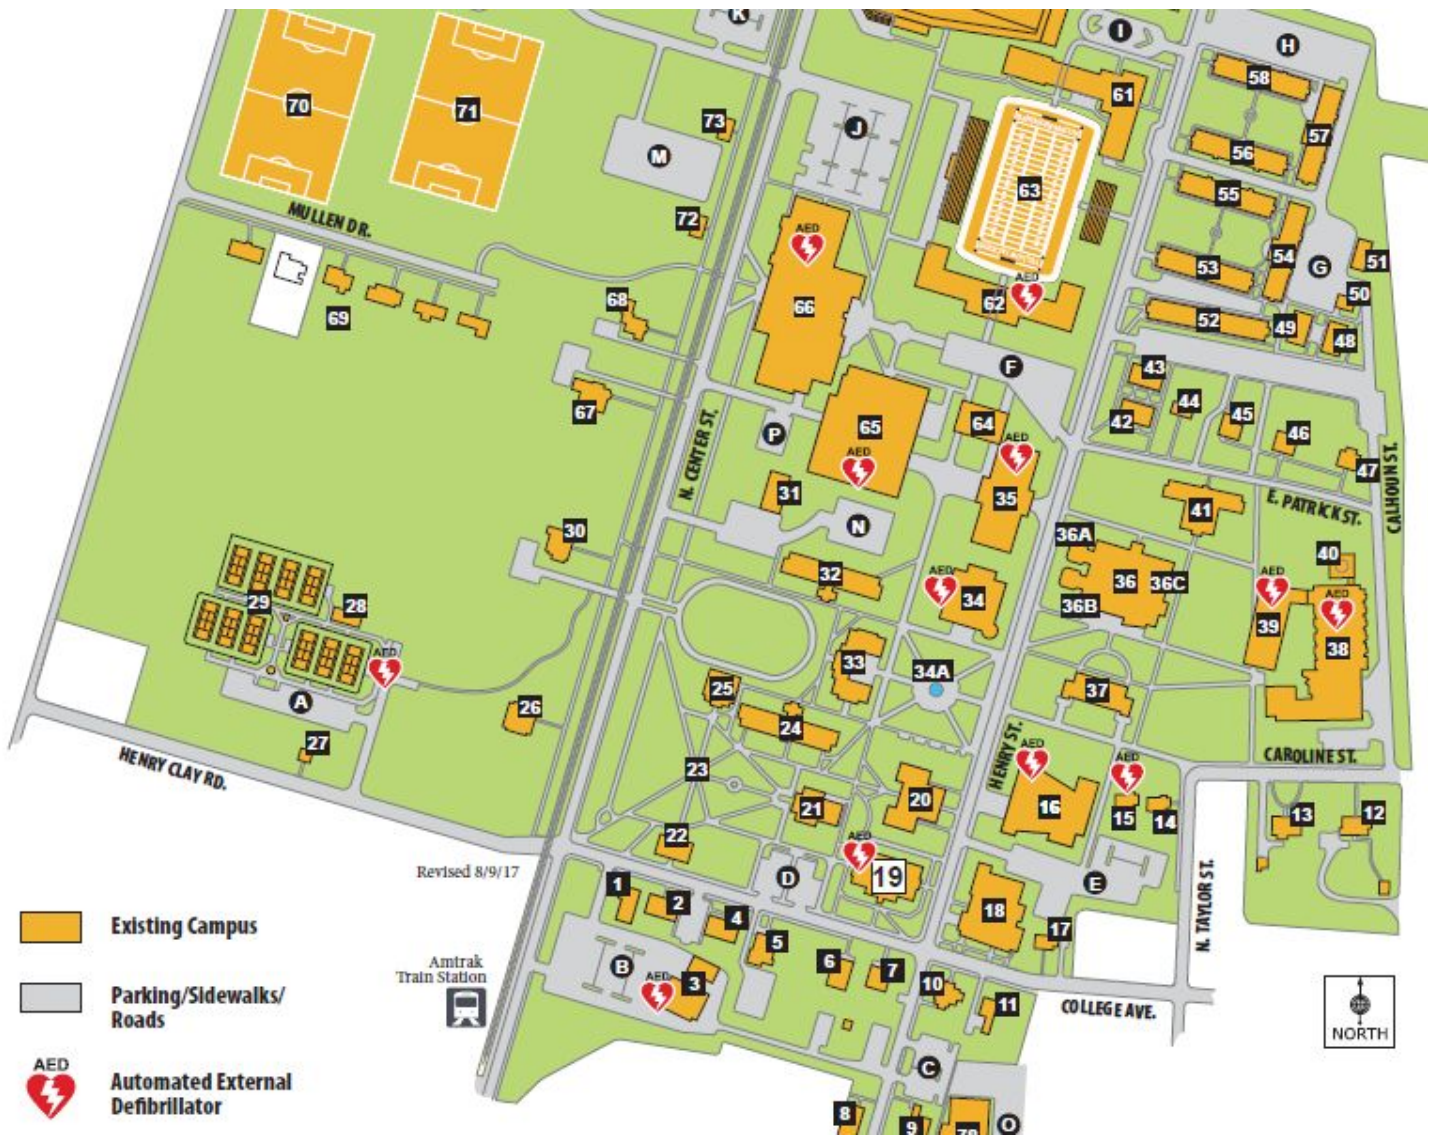 K
I
H
58
61
70
71
73
J
57
M
56
63
55
72
MULLEN DR.
AED
54
51
53
G
AED
66
62
50
68
69
52
49
48
F
43
67
44
42
45
64
65
P
46
N. CENTER ST.
AED
AED
47
31
35
E. PATRICK ST.
CALHOUN ST.
41
N
30
36A
40
32
AED
AED
36
36C
29
28
34
36B
AED
39
38
AED
33
34A
A
25
37
26
24
HENRY ST.
27
AED
AED
CAROLINE ST.
HENRY CLAY RD.
23
21
20
16
15
14
13
12
22
AED
Revised 8/9/17
D
19
E
1
2
18
N. TAYLOR ST.
Existing Campus
4
5
17
Amtrak
Train Station
B
AED
3
6
7
10
11
COLLEGE AVE.
Parking/Sidewalks/
Roads
NORTH
AED
Automated External
Defibrillator
C
8
9
O